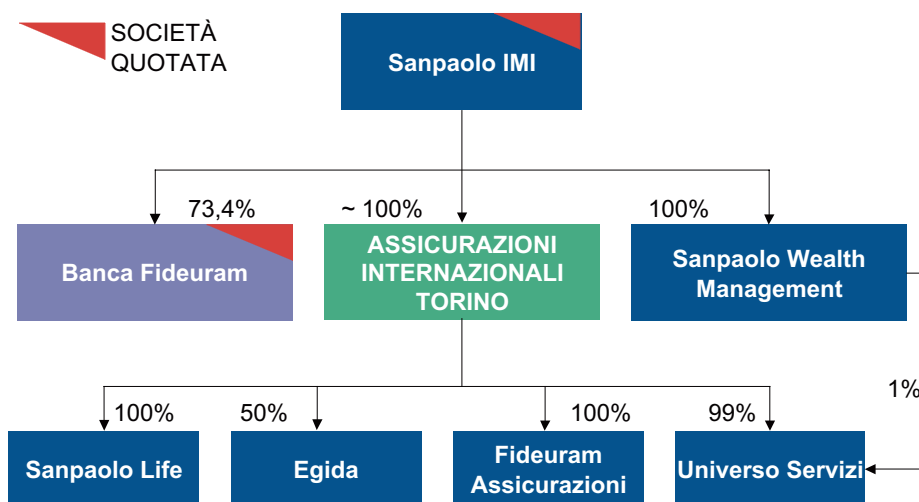 SOCIETÀ
QUOTATA
Sanpaolo IMI
73,4%
~ 100%
100%
Banca Fideuram
ASSICURAZIONI
INTERNAZIONALI
TORINO
Sanpaolo Wealth
Management
1%
100%
50%
100%
99%
Sanpaolo Life
Egida
Fideuram
Assicurazioni
Universo Servizi